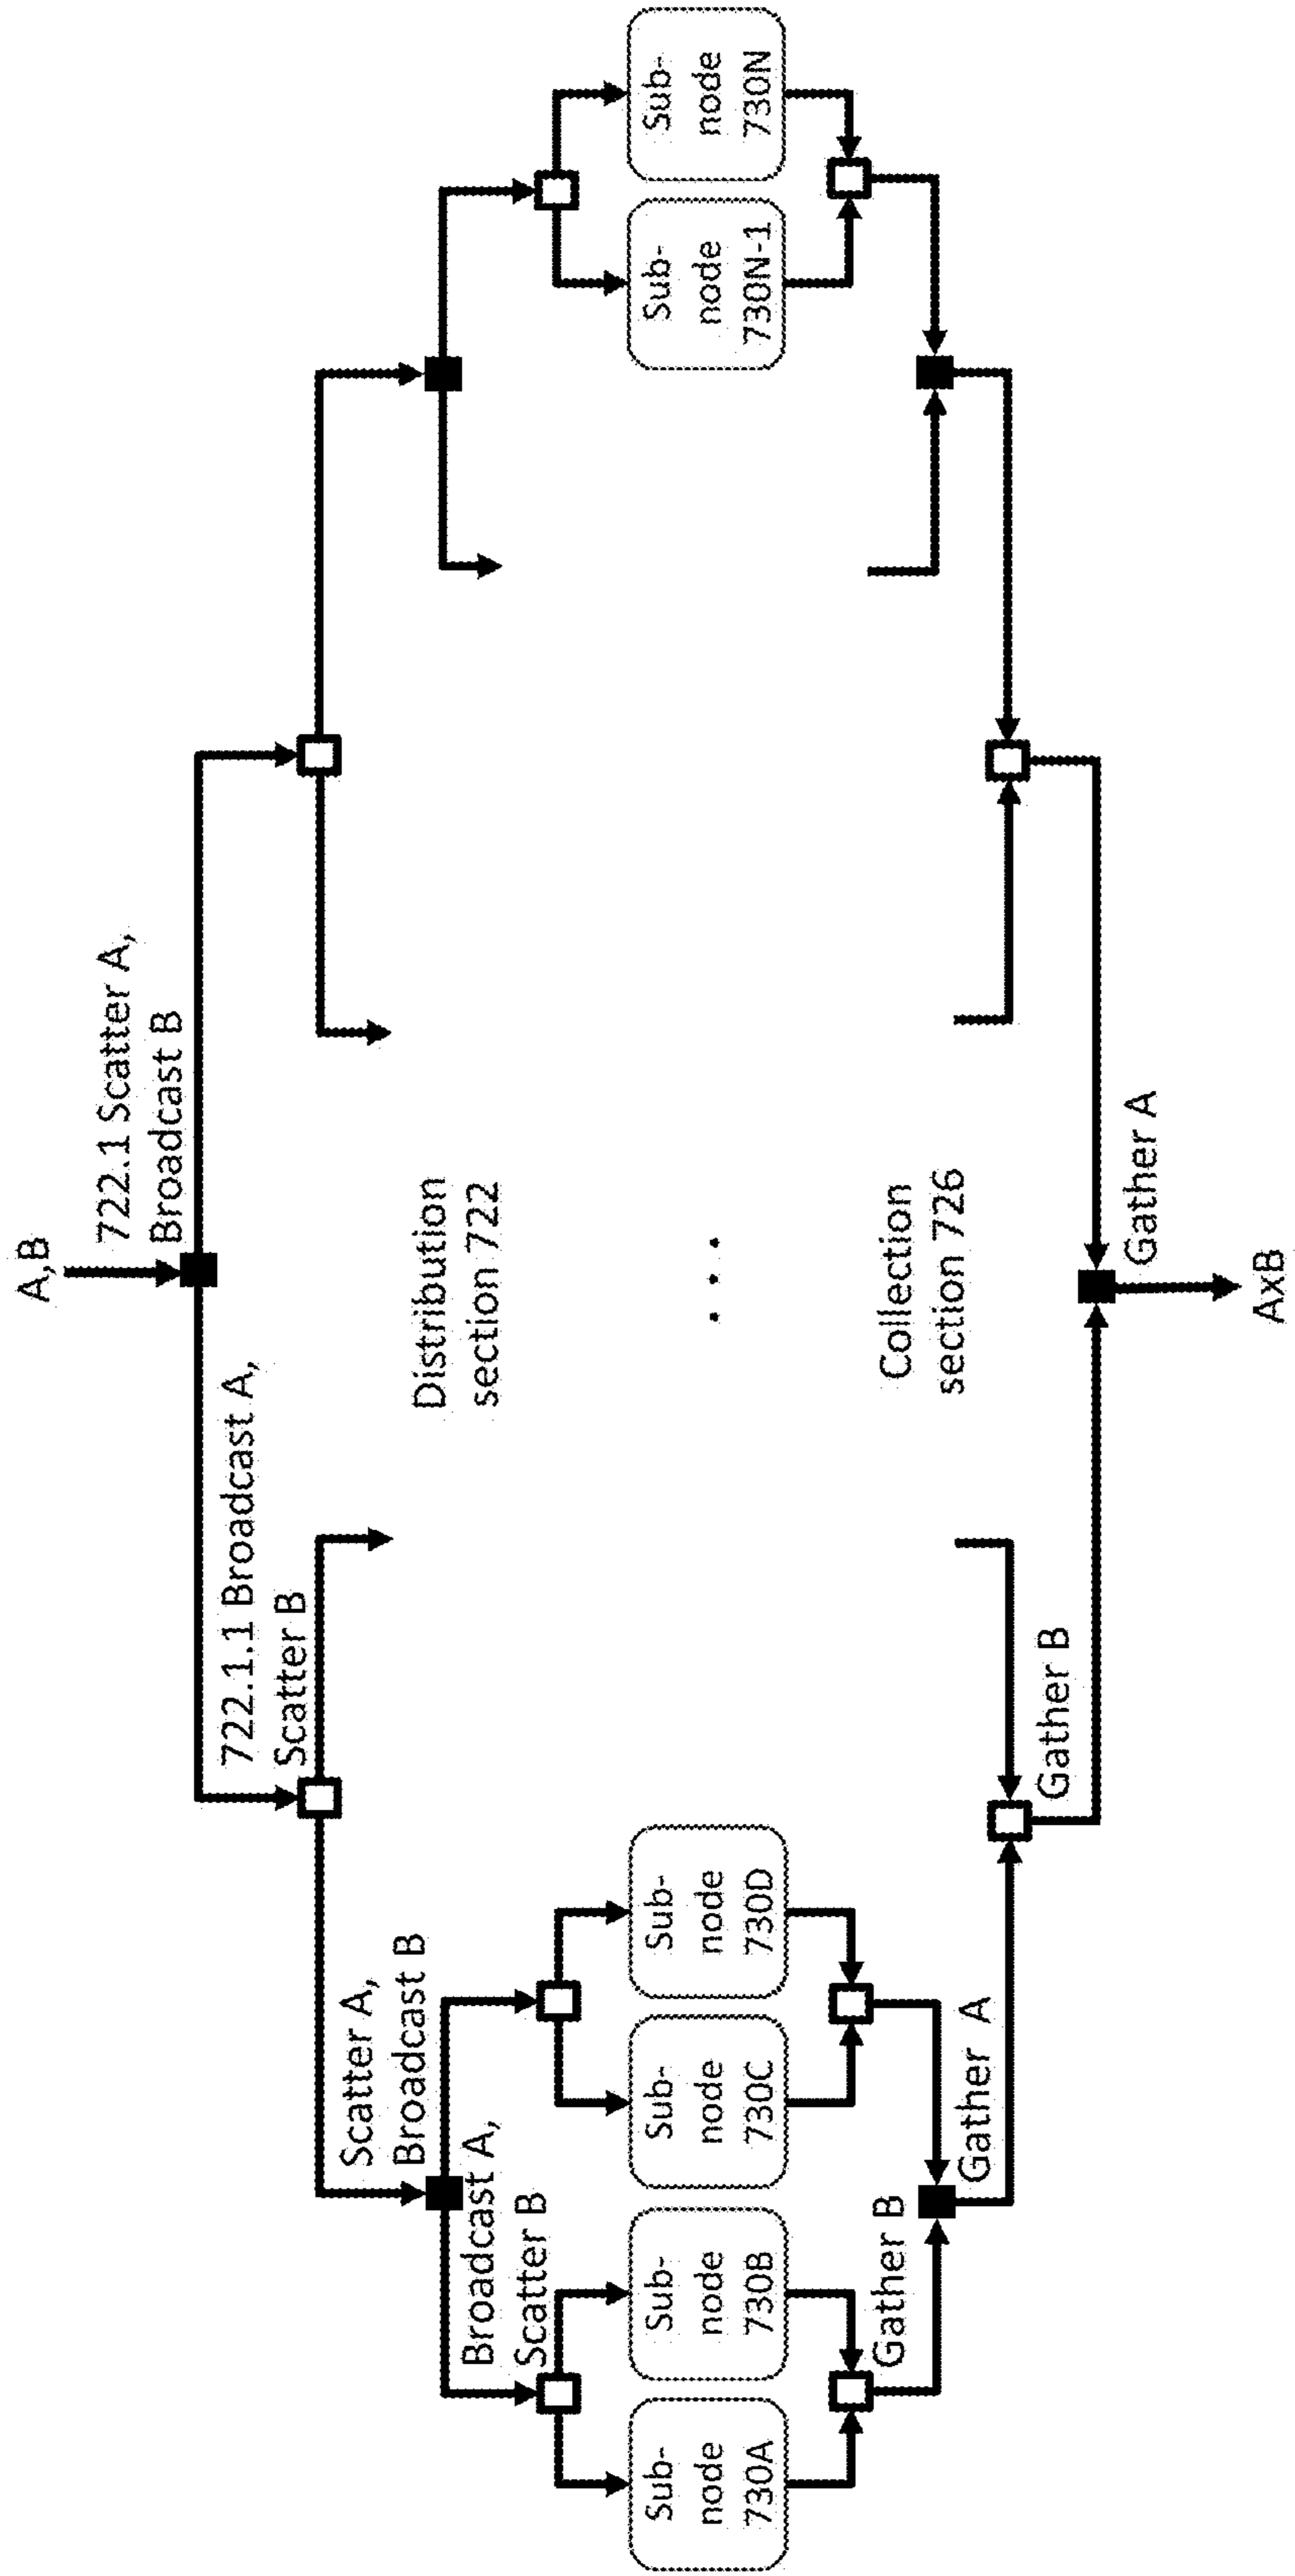 A,B
722.1 Scatter A,
Broadcast B
722.1.1 Broadcast A,
Scatter B
Scatter A,
Broadcast B
Broadcast A,
Scatter B
Distribution
section 722
Sub-
node
730A
Sub-
node
730B
Sub-
node
730C
Sub-
node
730D
. . .
Sub-
node
730N-1
Sub-
node
730N
Collection
section 726
Gather B
Gather A
Gather B
Gather A
AxB